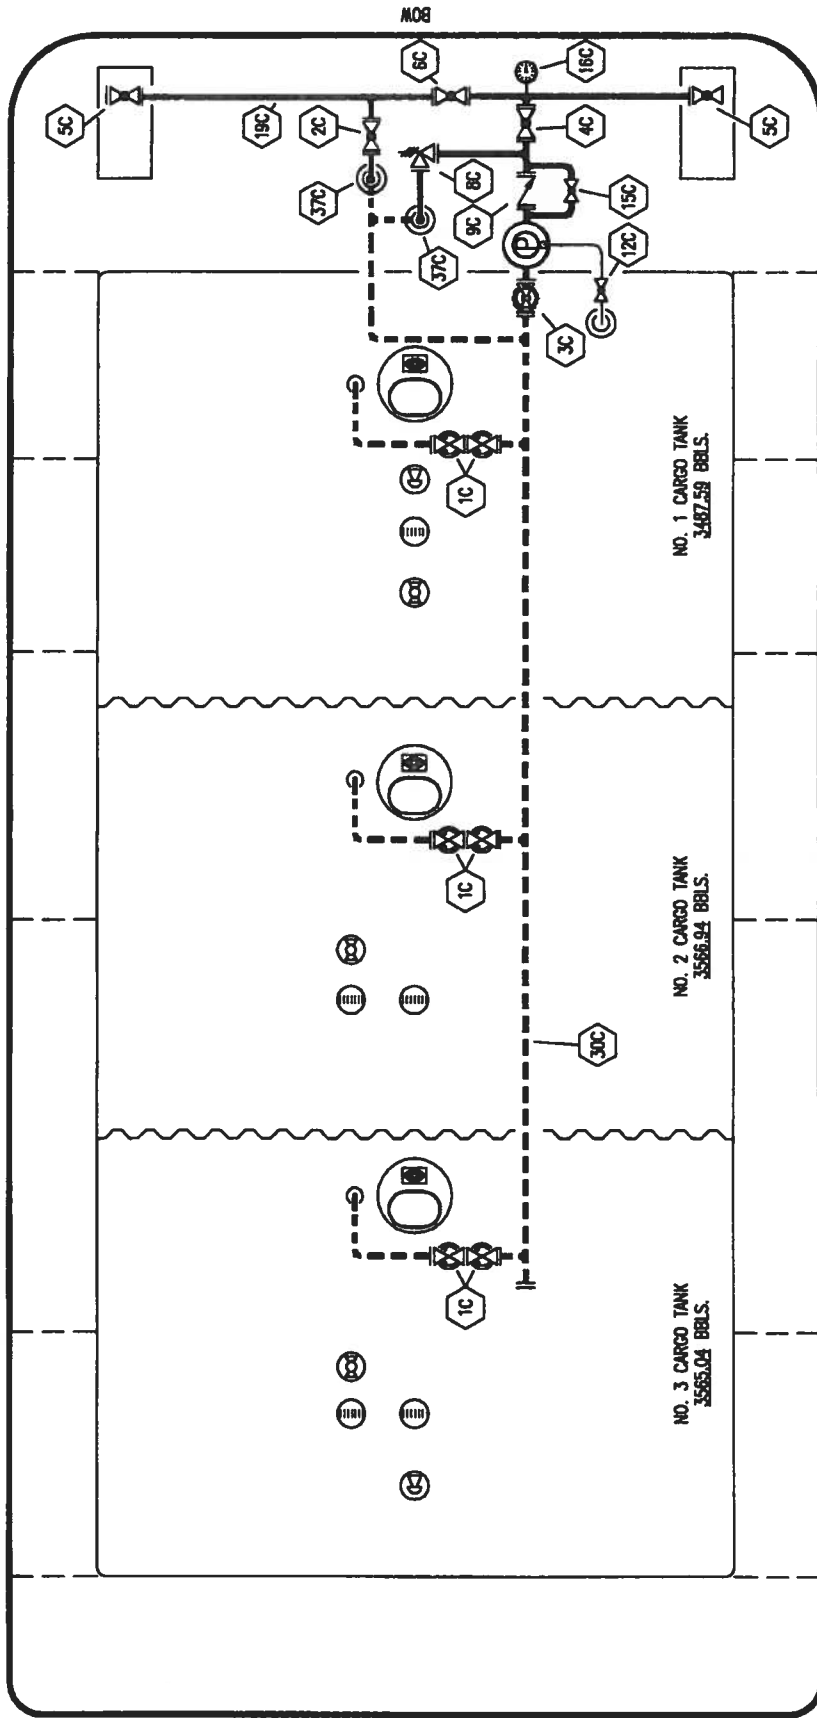 BOW
5C
6C
16C
19C
2C
4C
5C
37C
8C
9C
15C
37C
P
12C
3C
1C
NO. 1 CARGO TANK
3487.59 BBLS.
1C
NO. 2 CARGO TANK
3566.94 BBLS.
30C
1C
NO. 3 CARGO TANK
3565.04 BBLS.